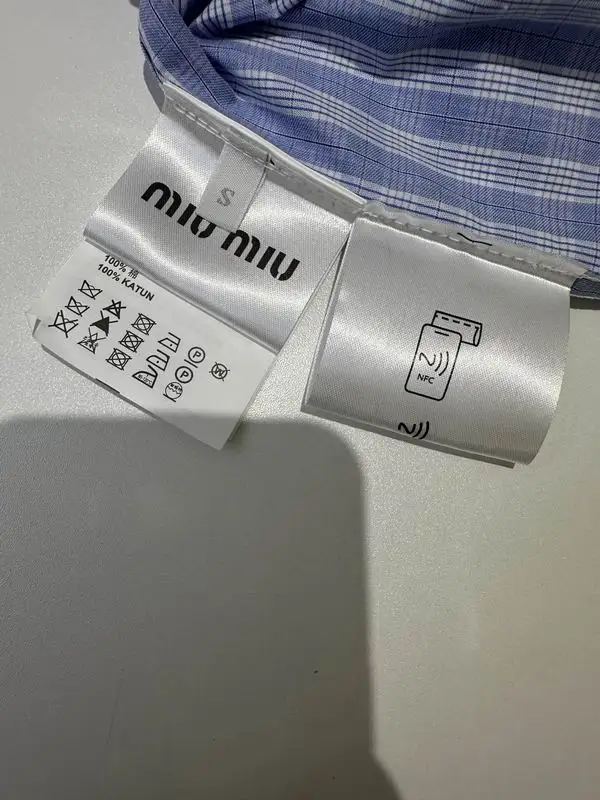 S
miu miu
100% 棉
100% KATUN
NFC